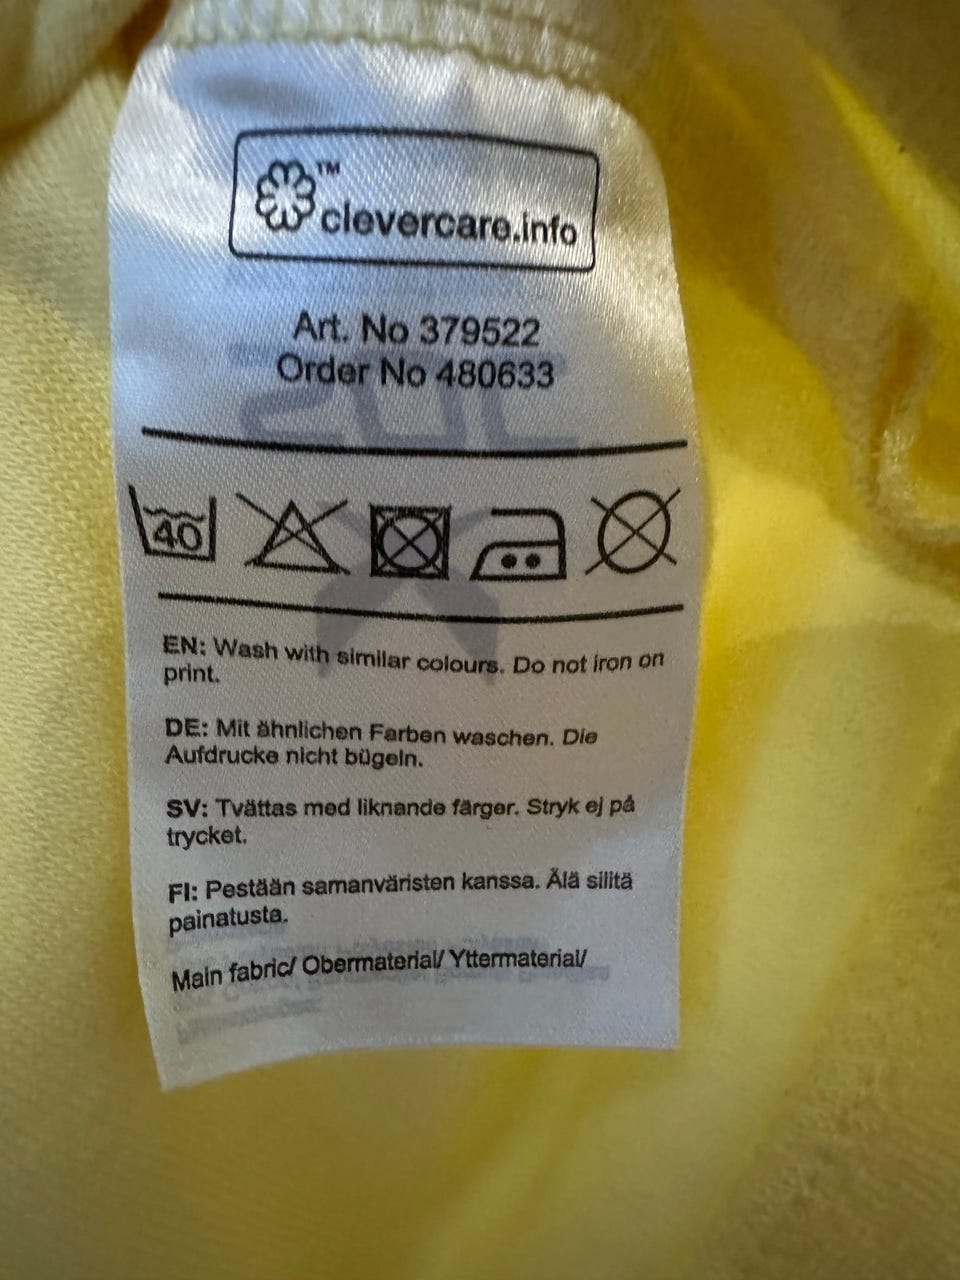 ™
clevercare.info
Art. No 379522
Order No 480633
40
EN: Wash with similar colours. Do not iron on
print.
DE: Mit ähnlichen Farben waschen. Die
Aufdrucke nicht bügeln.
SV: Tvättas med liknande färger. Stryk ej på
trycket.
FI: Pestään samanväristen kanssa. Älä silitä
painatusta.
Main fabric/ Obermaterial/ Yttermaterial/